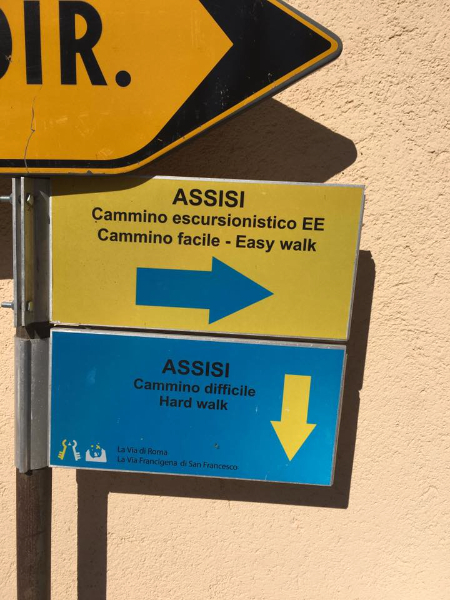 DIR.
ASSISI
Cammino escursionistico EE
Cammino facile - Easy walk
ASSISI
Cammino difficile
Hard walk
La Via di Roma
La Via Francigena di San Francesco